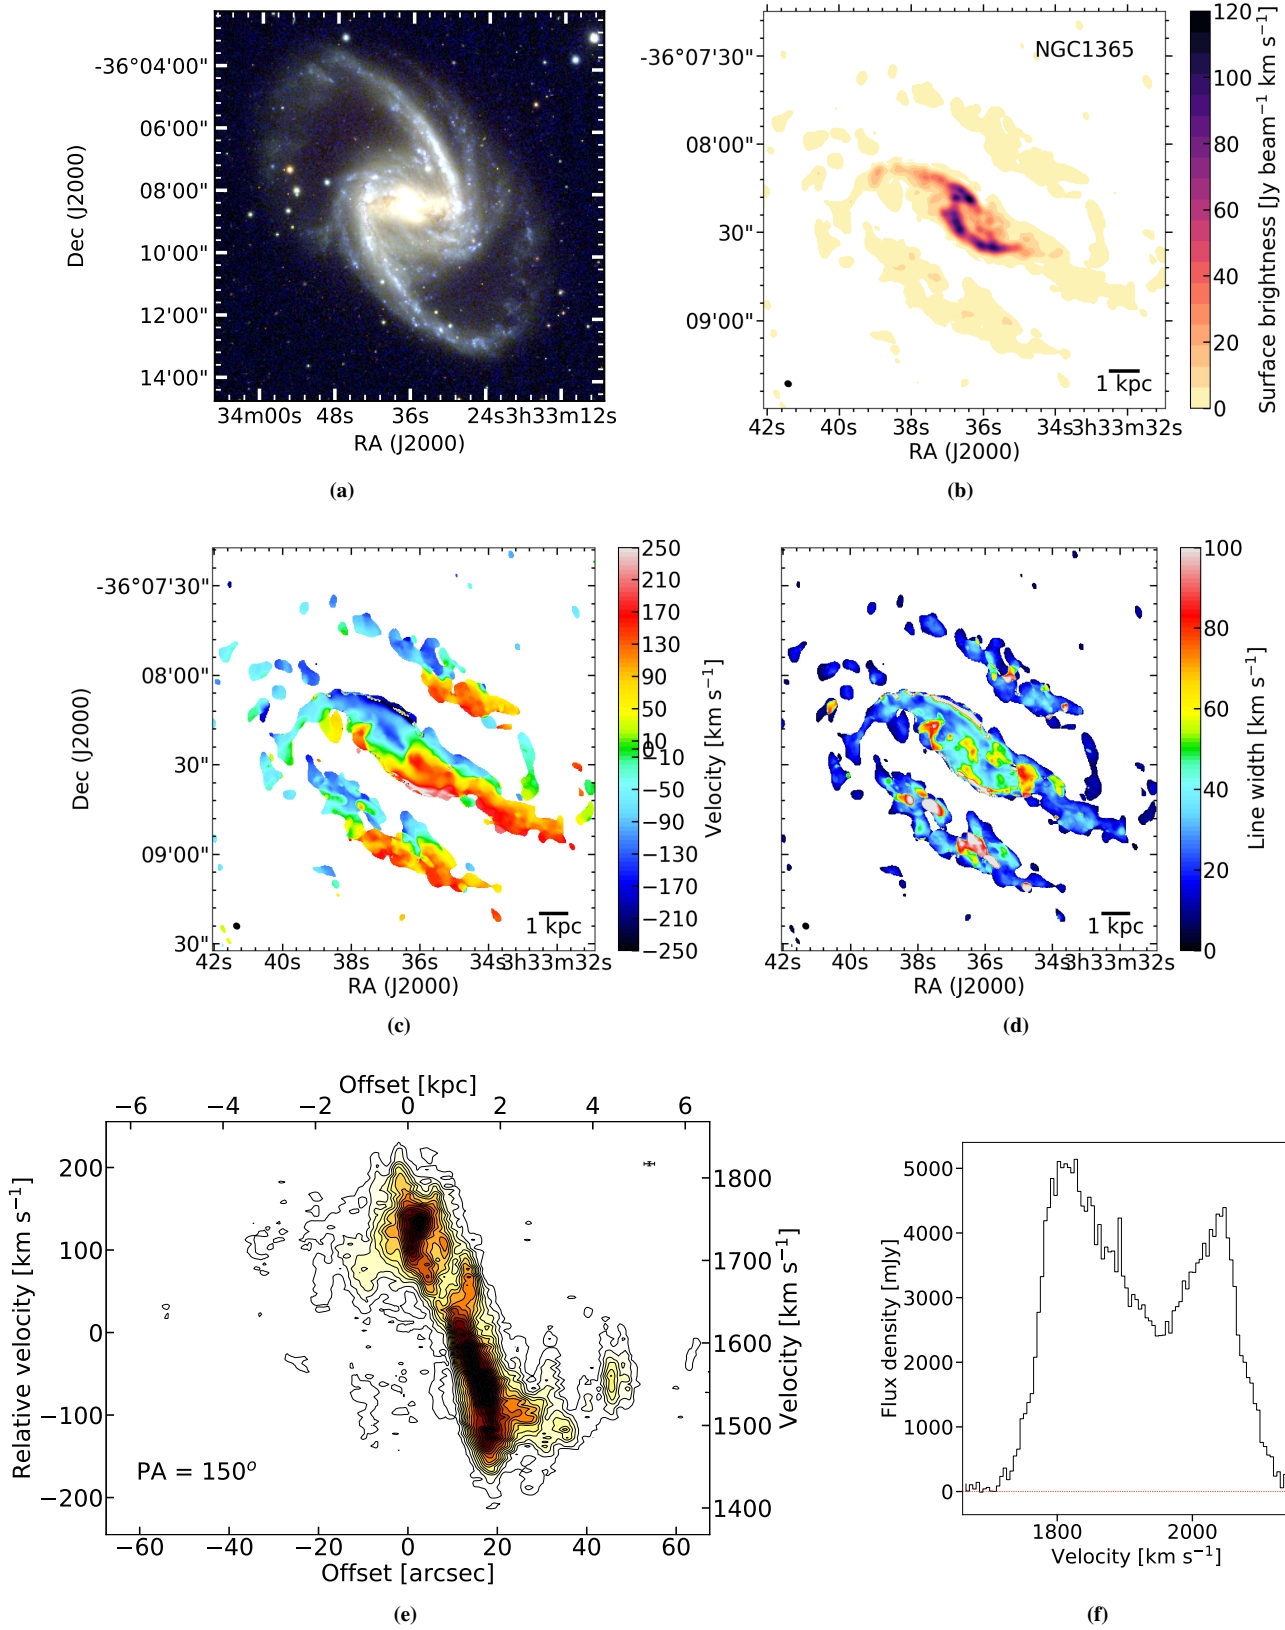 -36°04'00"
06'00"
08'00"
10'00"
12'00"
14'00"
Dec (J2000)
34m00s 48s 36s 24s3h33m12s
RA (J2000)
(a)
NGC1365
-36°07'30"
08'00"
30"
09'00"
1 kpc
42s 40s 38s 36s 34s3h33m32s
RA (J2000)
120
100
80
60
40
20
0
Surface brightness [Jy beam⁻¹ km s⁻¹]
(b)
-36°07'30"
08'00"
30"
09'00"
30"
Dec (J2000)
1 kpc
42s 40s 38s 36s 34s3h33m32s
RA (J2000)
250
210
170
130
90
50
10
0
−10
−50
−90
−130
−170
−210
−250
Velocity [km s⁻¹]
(c)
1 kpc
42s 40s 38s 36s 34s3h33m32s
RA (J2000)
100
80
60
40
20
0
Line width [km s⁻¹]
(d)
Offset [kpc]
−6 −4 −2 0 2 4 6
200
100
0
−100
−200
Relative velocity [km s⁻¹]
1800
1700
1600
1500
1400
Velocity [km s⁻¹]
PA = 150°
−60 −40 −20 0 20 40 60
Offset [arcsec]
(e)
5000
4000
3000
2000
1000
0
Flux density [mJy]
1800 2000
Velocity [km s⁻¹]
(f)